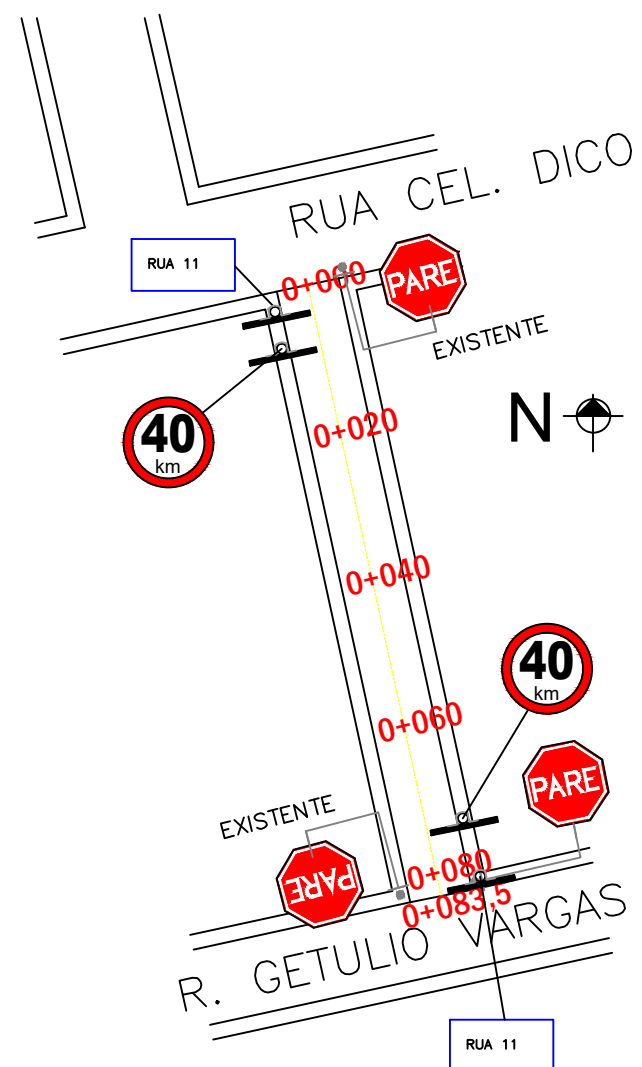 RUA CEL. DICO
RUA 11
0+000
PARE
EXISTENTE
40
km
0+020
N
0+040
40
km
0+060
PARE
EXISTENTE
PARE
0+080
0+083,5
R. GETULIO VARGAS
RUA 11